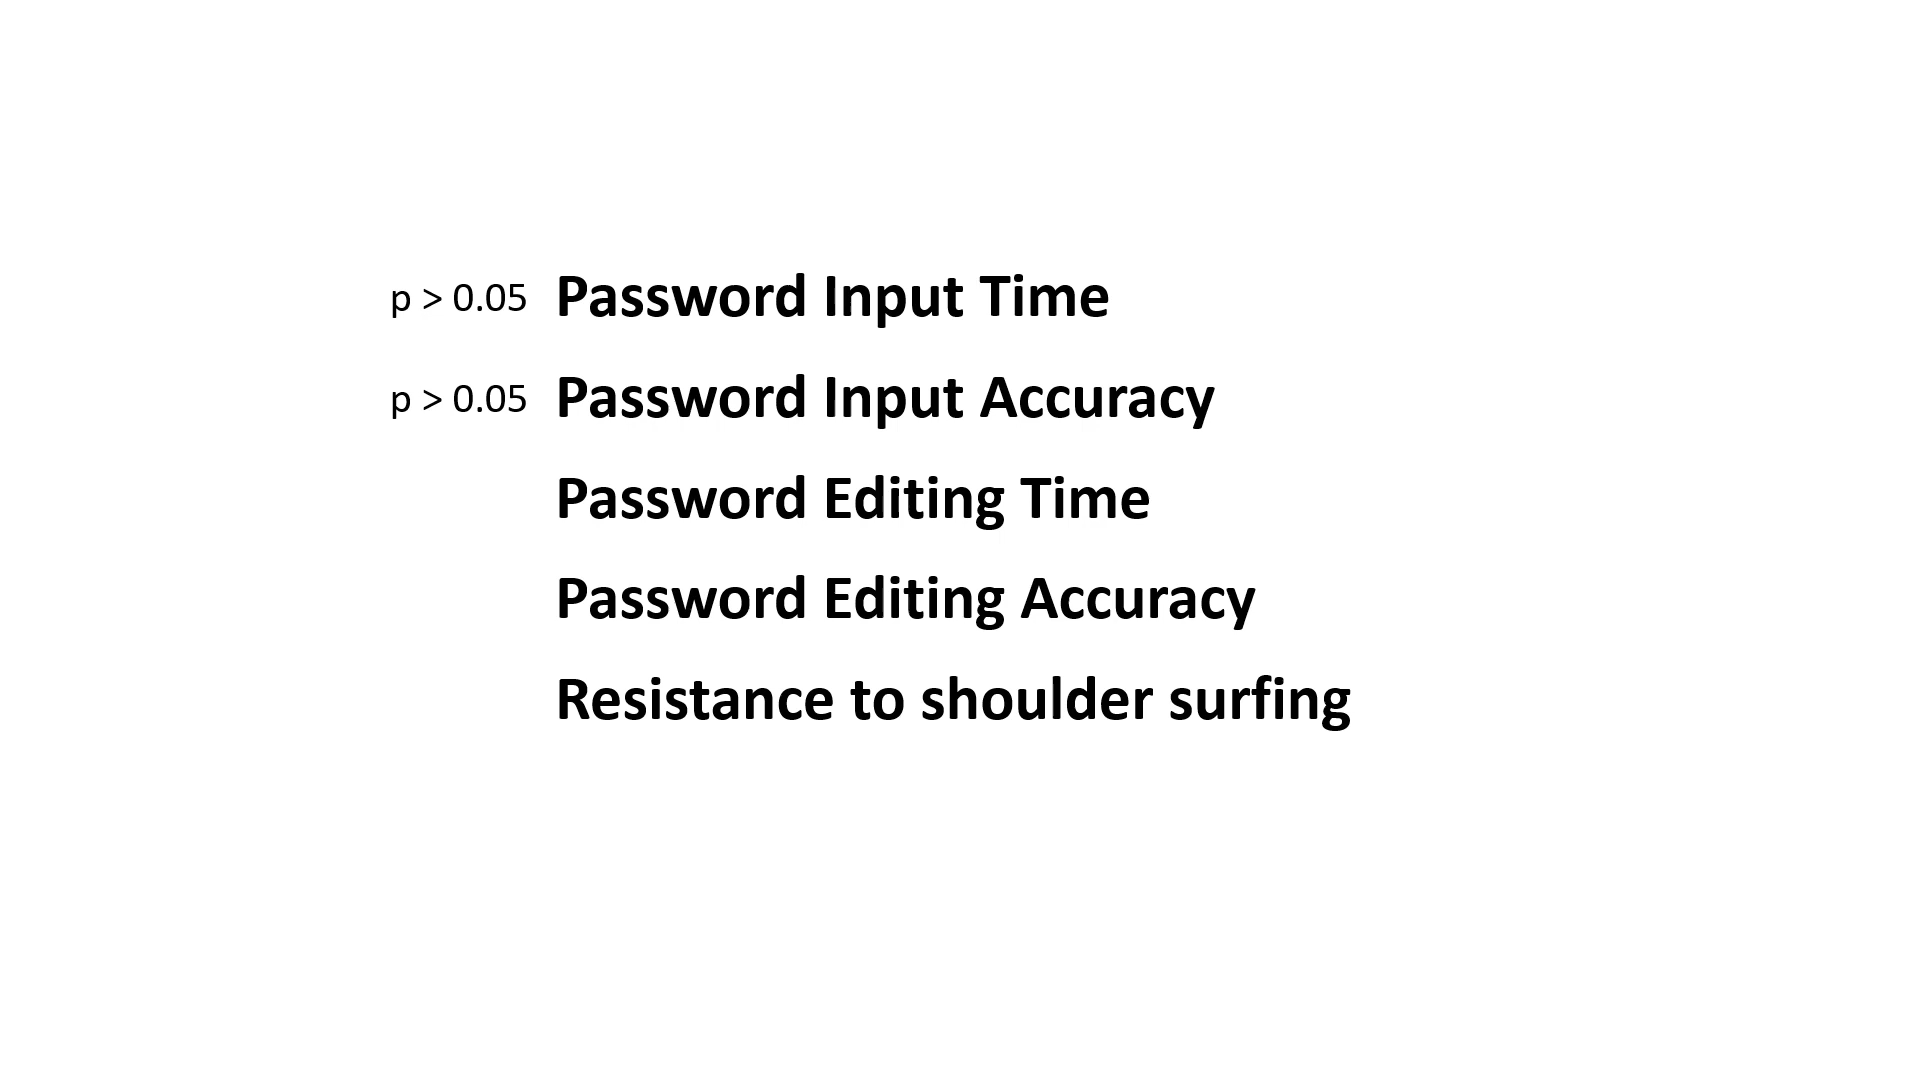 p > 0.05 Password Input Time
p > 0.05 Password Input Accuracy
Password Editing Time
Password Editing Accuracy
Resistance to shoulder surfing